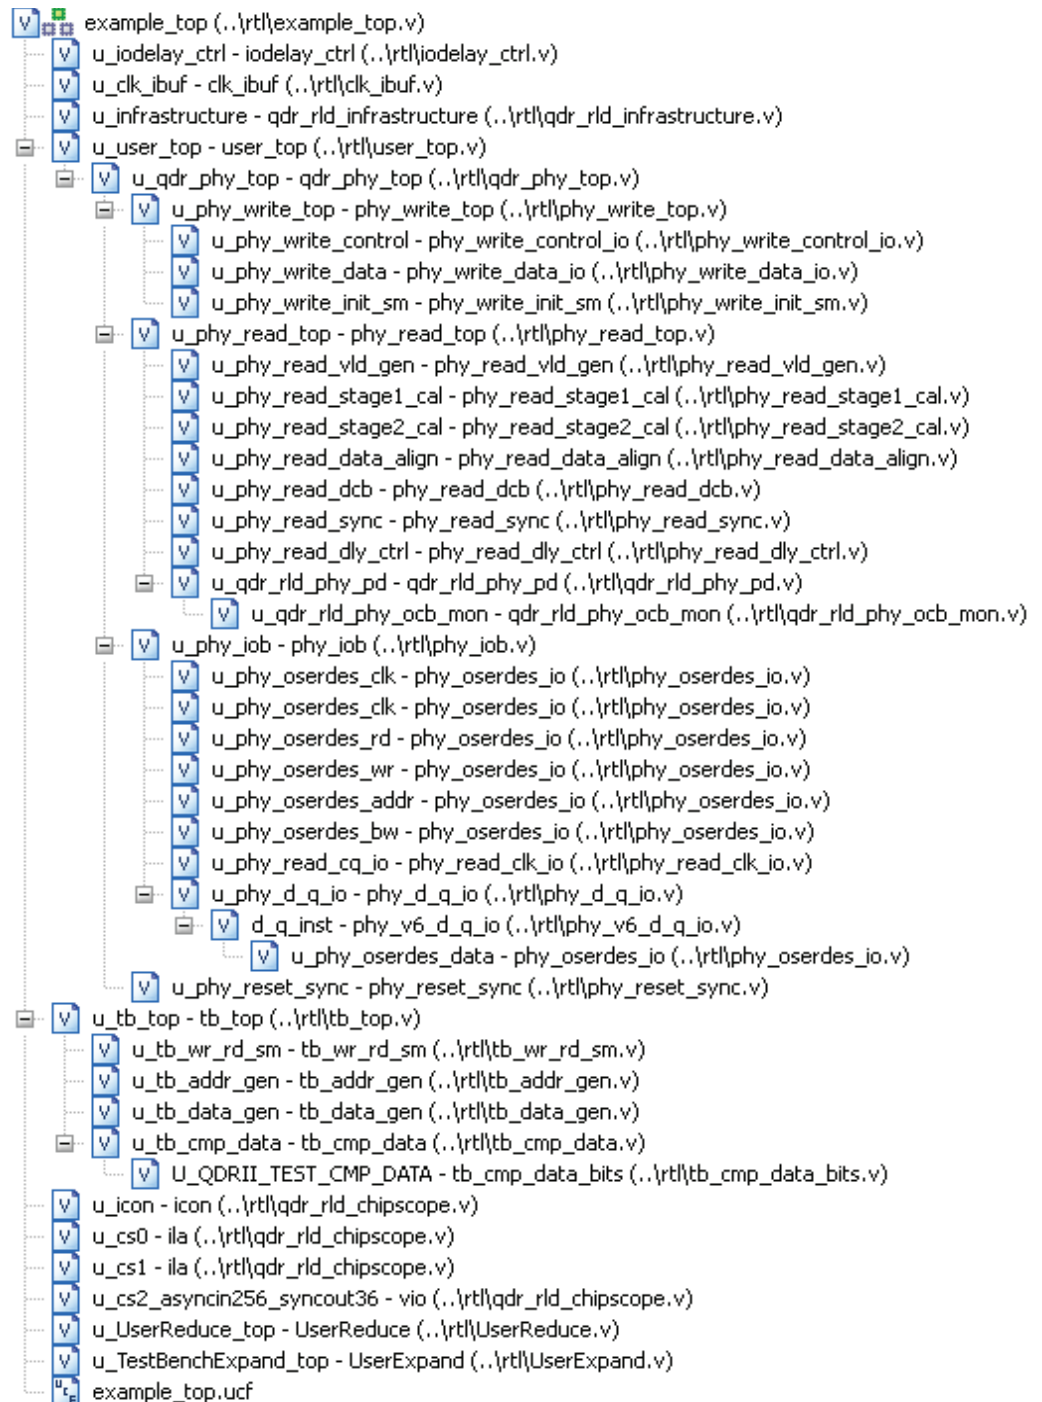 example_top (..\rtl\example_top.v)
u_iodelay_ctrl - iodelay_ctrl (..\rtl\iodelay_ctrl.v)
u_clk_ibuf - clk_ibuf (..\rtl\clk_ibuf.v)
u_infrastructure - qdr_rld_infrastructure (..\rtl\qdr_rld_infrastructure.v)
u_user_top - user_top (..\rtl\user_top.v)
u_qdr_phy_top - qdr_phy_top (..\rtl\qdr_phy_top.v)
u_phy_write_top - phy_write_top (..\rtl\phy_write_top.v)
u_phy_write_control - phy_write_control_io (..\rtl\phy_write_control_io.v)
u_phy_write_data - phy_write_data_io (..\rtl\phy_write_data_io.v)
u_phy_write_init_sm - phy_write_init_sm (..\rtl\phy_write_init_sm.v)
u_phy_read_top - phy_read_top (..\rtl\phy_read_top.v)
u_phy_read_vld_gen - phy_read_vld_gen (..\rtl\phy_read_vld_gen.v)
u_phy_read_stage1_cal - phy_read_stage1_cal (..\rtl\phy_read_stage1_cal.v)
u_phy_read_stage2_cal - phy_read_stage2_cal (..\rtl\phy_read_stage2_cal.v)
u_phy_read_data_align - phy_read_data_align (..\rtl\phy_read_data_align.v)
u_phy_read_dcb - phy_read_dcb (..\rtl\phy_read_dcb.v)
u_phy_read_sync - phy_read_sync (..\rtl\phy_read_sync.v)
u_phy_read_dly_ctrl - phy_read_dly_ctrl (..\rtl\phy_read_dly_ctrl.v)
u_qdr_rld_phy_pd - qdr_rld_phy_pd (..\rtl\qdr_rld_phy_pd.v)
u_qdr_rld_phy_ocb_mon - qdr_rld_phy_ocb_mon (..\rtl\qdr_rld_phy_ocb_mon.v)
u_phy_iob - phy_iob (..\rtl\phy_iob.v)
u_phy_oserdes_clk - phy_oserdes_io (..\rtl\phy_oserdes_io.v)
u_phy_oserdes_clk - phy_oserdes_io (..\rtl\phy_oserdes_io.v)
u_phy_oserdes_rd - phy_oserdes_io (..\rtl\phy_oserdes_io.v)
u_phy_oserdes_wr - phy_oserdes_io (..\rtl\phy_oserdes_io.v)
u_phy_oserdes_addr - phy_oserdes_io (..\rtl\phy_oserdes_io.v)
u_phy_oserdes_bw - phy_oserdes_io (..\rtl\phy_oserdes_io.v)
u_phy_read_cq_io - phy_read_clk_io (..\rtl\phy_read_clk_io.v)
u_phy_d_q_io - phy_d_q_io (..\rtl\phy_d_q_io.v)
d_q_inst - phy_v6_d_q_io (..\rtl\phy_v6_d_q_io.v)
u_phy_oserdes_data - phy_oserdes_io (..\rtl\phy_oserdes_io.v)
u_phy_reset_sync - phy_reset_sync (..\rtl\phy_reset_sync.v)
u_tb_top - tb_top (..\rtl\tb_top.v)
u_tb_wr_rd_sm - tb_wr_rd_sm (..\rtl\tb_wr_rd_sm.v)
u_tb_addr_gen - tb_addr_gen (..\rtl\tb_addr_gen.v)
u_tb_data_gen - tb_data_gen (..\rtl\tb_data_gen.v)
u_tb_cmp_data - tb_cmp_data (..\rtl\tb_cmp_data.v)
U_QDRII_TEST_CMP_DATA - tb_cmp_data_bits (..\rtl\tb_cmp_data_bits.v)
u_icon - icon (..\rtl\qdr_rld_chipscope.v)
u_cs0 - ila (..\rtl\qdr_rld_chipscope.v)
u_cs1 - ila (..\rtl\qdr_rld_chipscope.v)
u_cs2_asyncin256_syncout36 - vio (..\rtl\qdr_rld_chipscope.v)
u_UserReduce_top - UserReduce (..\rtl\UserReduce.v)
u_TestBenchExpand_top - UserExpand (..\rtl\UserExpand.v)
example_top.ucf